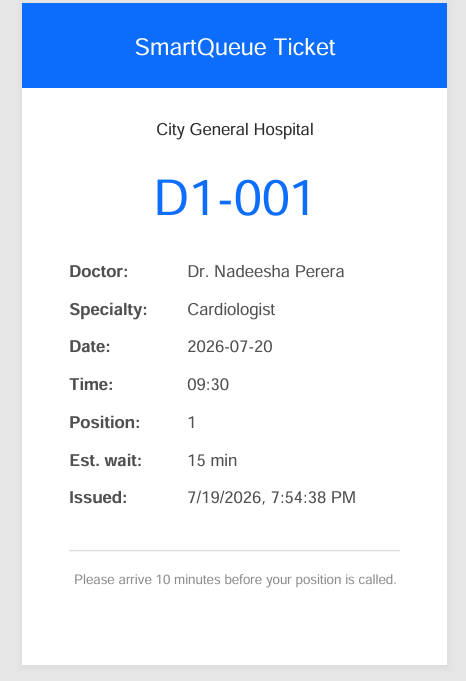 SmartQueue Ticket
City General Hospital
D1-001
Doctor: Dr. Nadeesha Perera
Specialty: Cardiologist
Date: 2026-07-20
Time: 09:30
Position: 1
Est. wait: 15 min
Issued: 7/19/2026, 7:54:38 PM
Please arrive 10 minutes before your position is called.